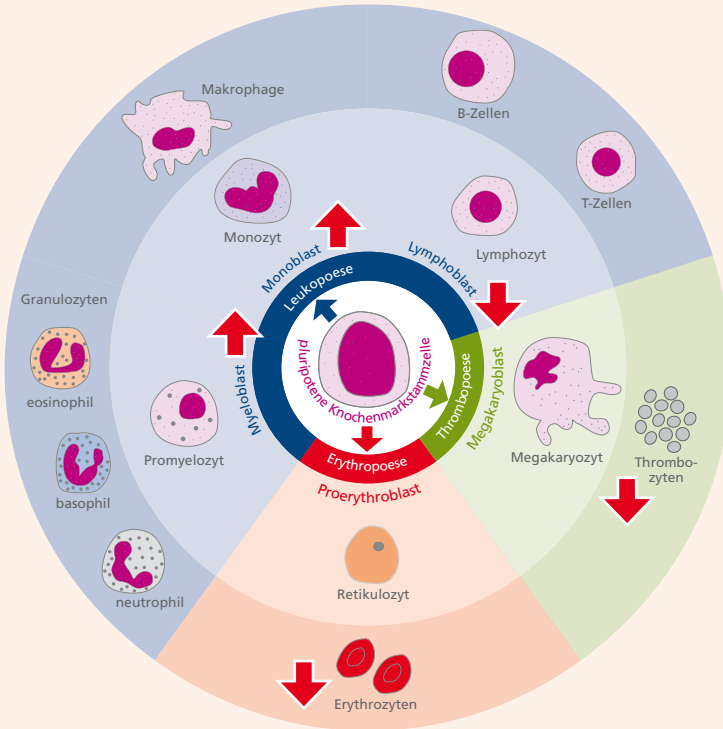 Makrophage
B-Zellen
T-Zellen
Monozyt
Lymphozyt
Monoblast
Lymphoblast
Leukopoese
Granulozyten
eosinophil
basophil
neutrophil
Promyelozyt
Myeloblast
pluripotene Knochenmarkstammzelle
Thrombopoese
Megakaryoblast
Megakaryozyt
Thrombo-
zyten
Erythropoese
Proerythroblast
Retikulozyt
Erythrozyten